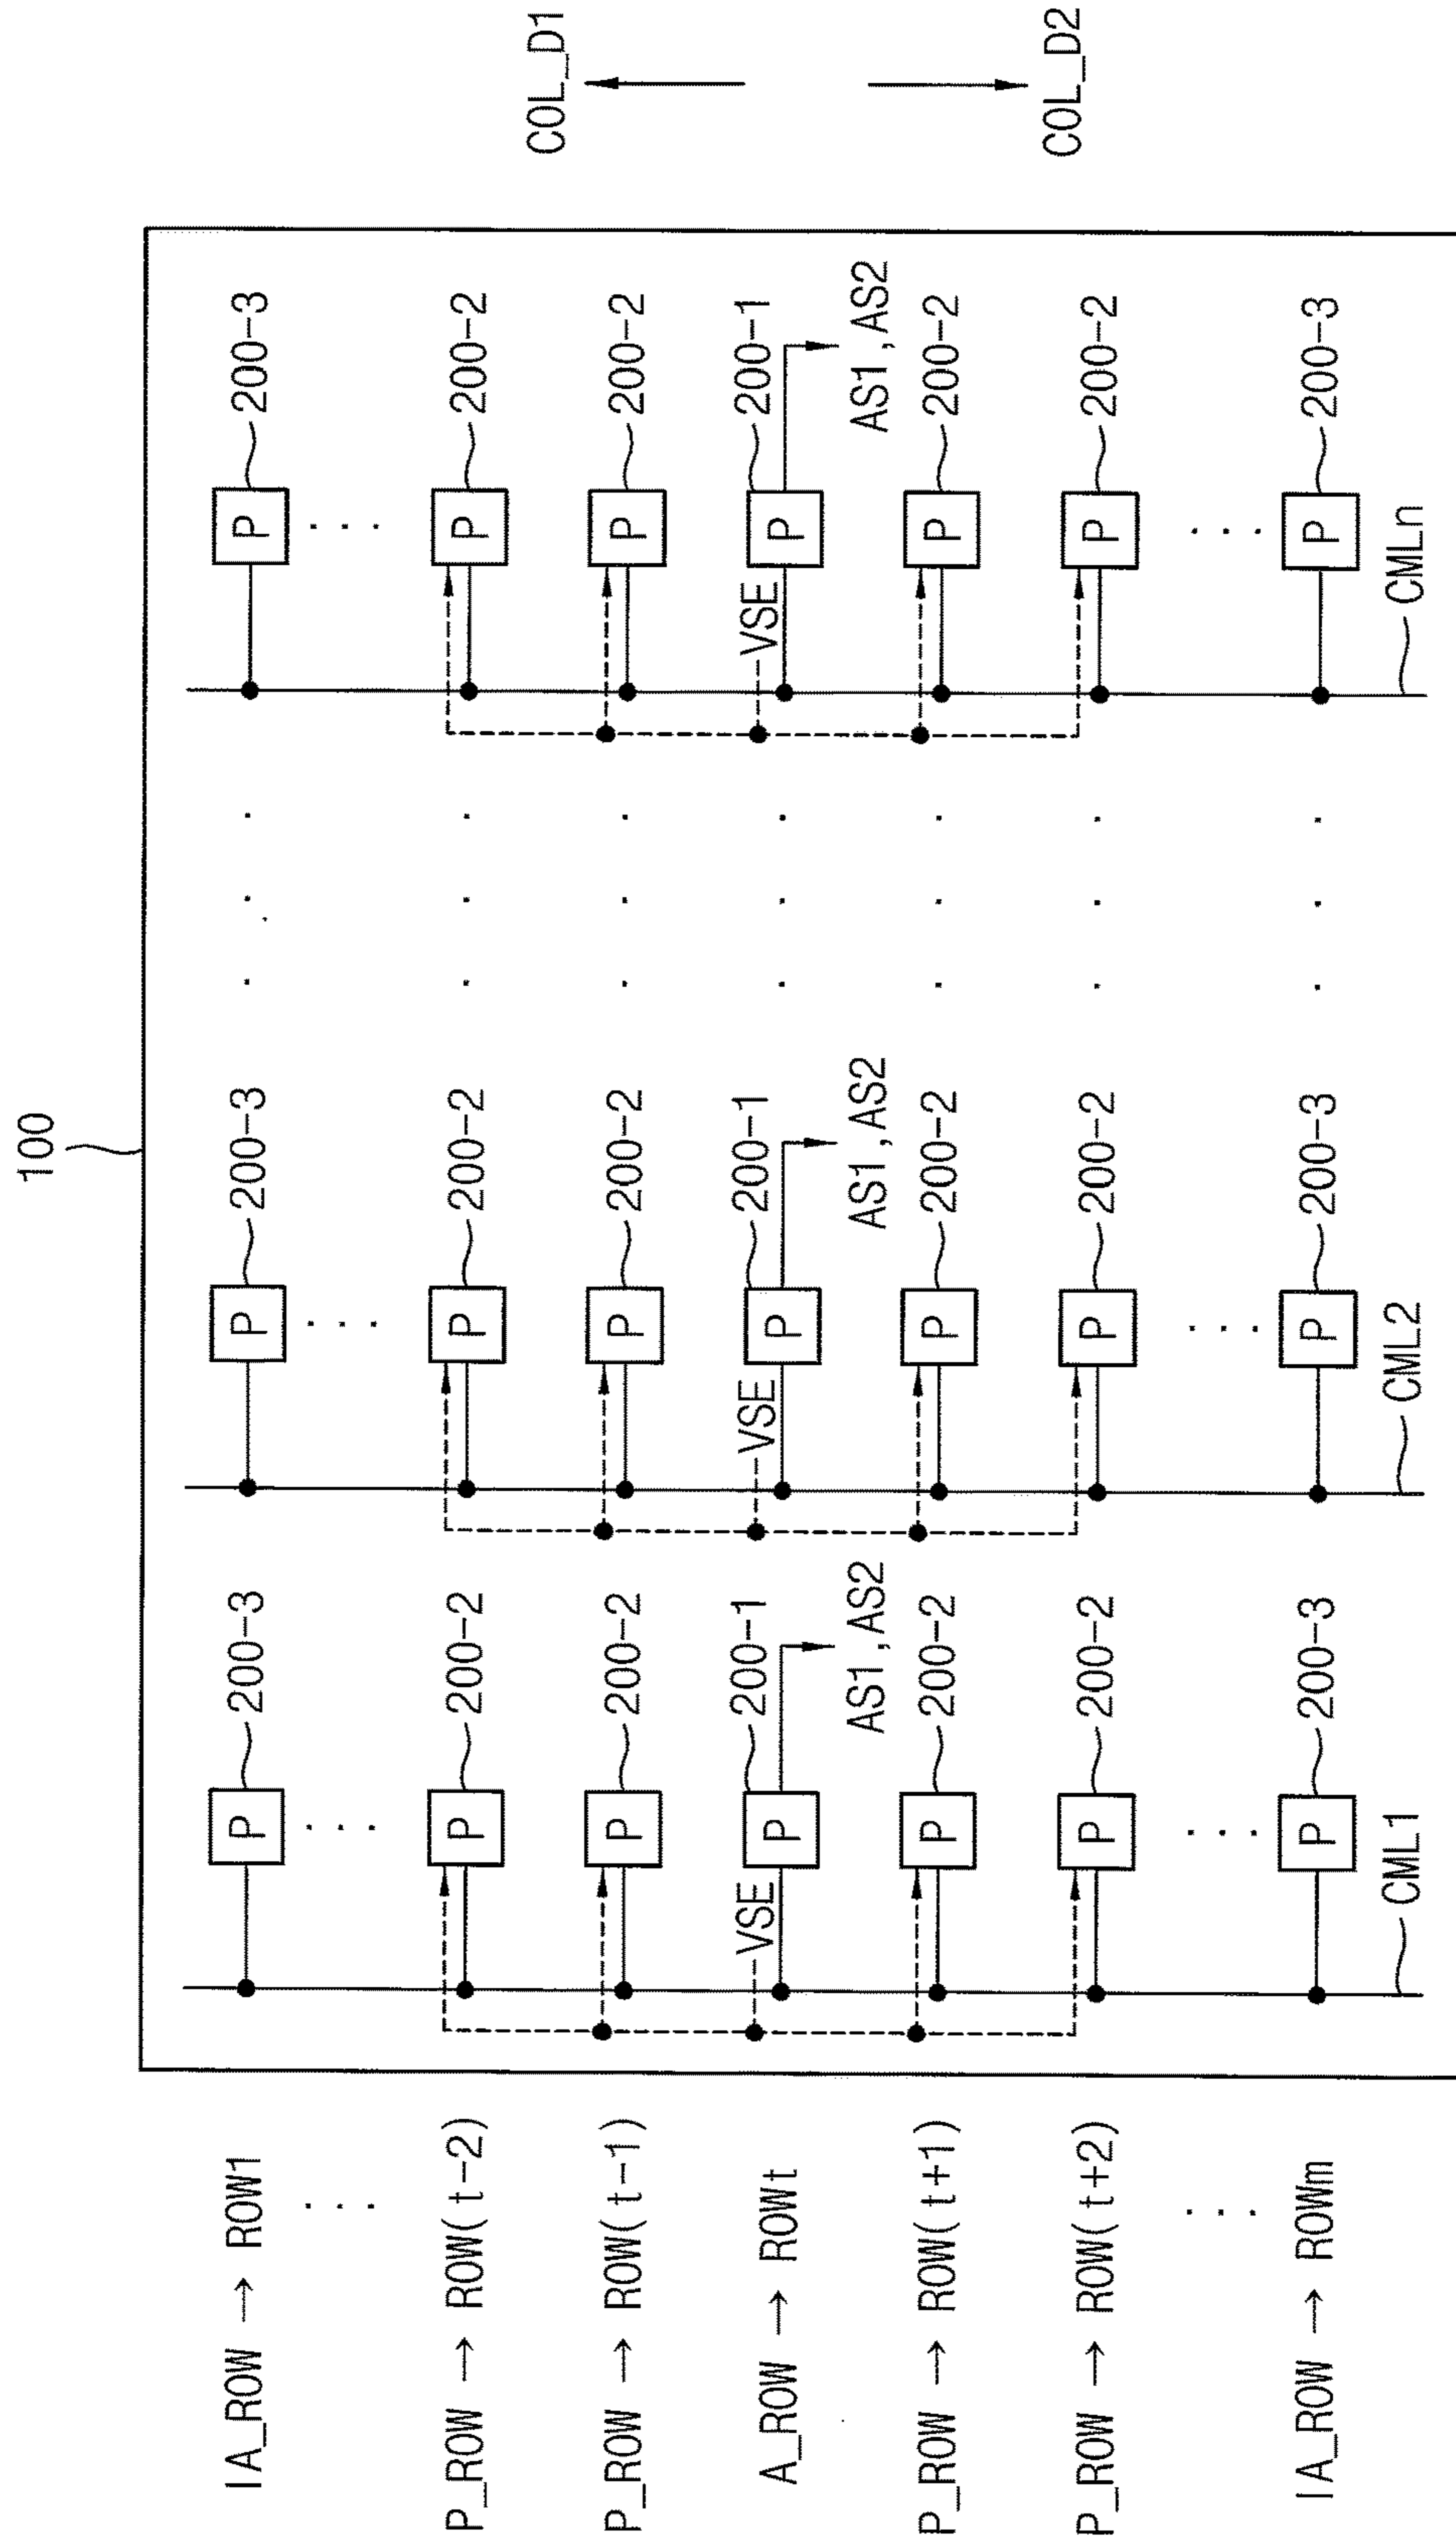 100
IA_ROW → ROW1 P 200-3 P 200-3 P 200-3
P_ROW → ROW(t-2) P 200-2 P 200-2 P 200-2
COL_D1
P_ROW → ROW(t-1) P 200-2 P 200-2 P 200-2
A_ROW → ROWt VSE P 200-1 VSE P 200-1 VSE P 200-1
AS1,AS2 AS1,AS2 AS1,AS2
P_ROW → ROW(t+1) P 200-2 P 200-2 P 200-2
COL_D2
P_ROW → ROW(t+2) P 200-2 P 200-2 P 200-2
IA_ROW → ROWm P 200-3 P 200-3 P 200-3
CML1 CML2 CMLn